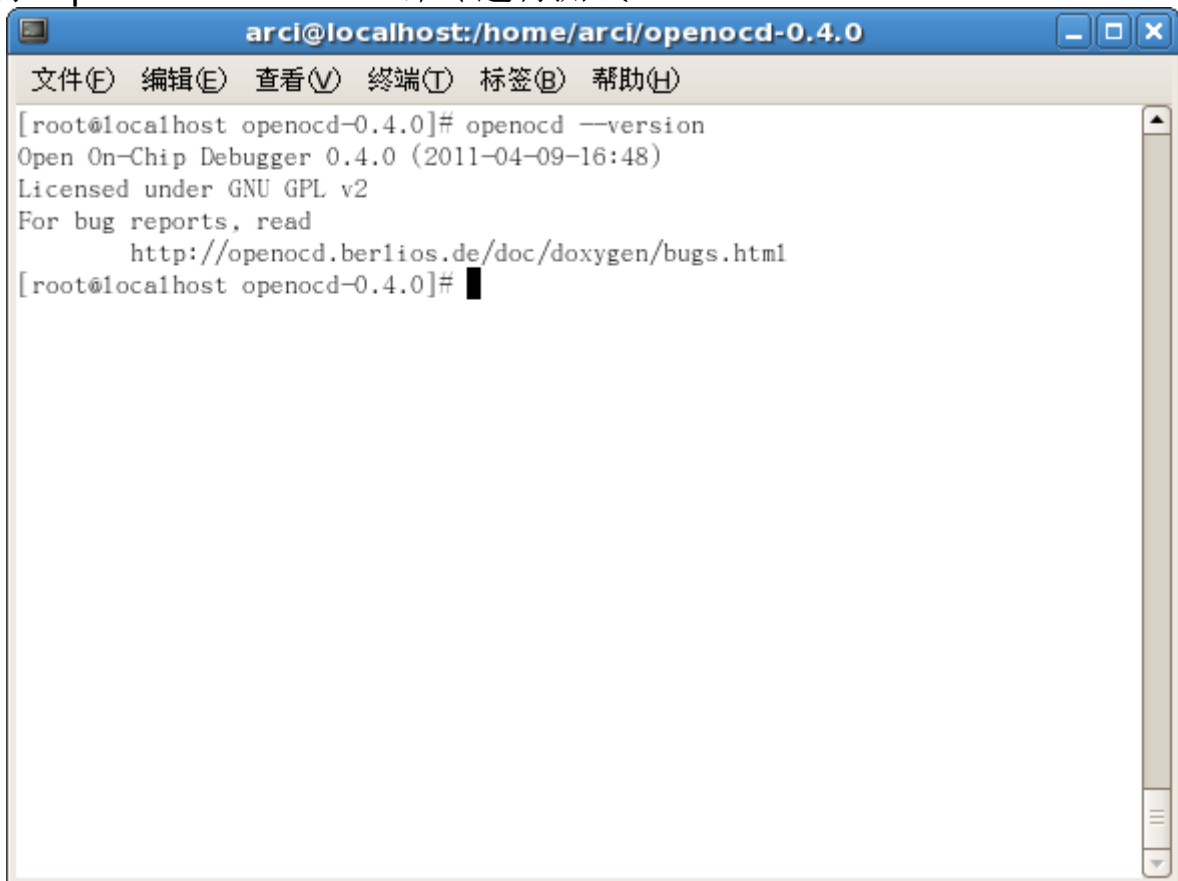 arci@localhost:/home/arci/openocd-0.4.0
文件(F) 编辑(E) 查看(V) 终端(T) 标签(B) 帮助(H)
[root@localhost openocd-0.4.0]# openocd --version
Open On-Chip Debugger 0.4.0 (2011-04-09-16:48)
Licensed under GNU GPL v2
For bug reports, read
http://openocd.berlios.de/doc/doxygen/bugs.html
[root@localhost openocd-0.4.0]#